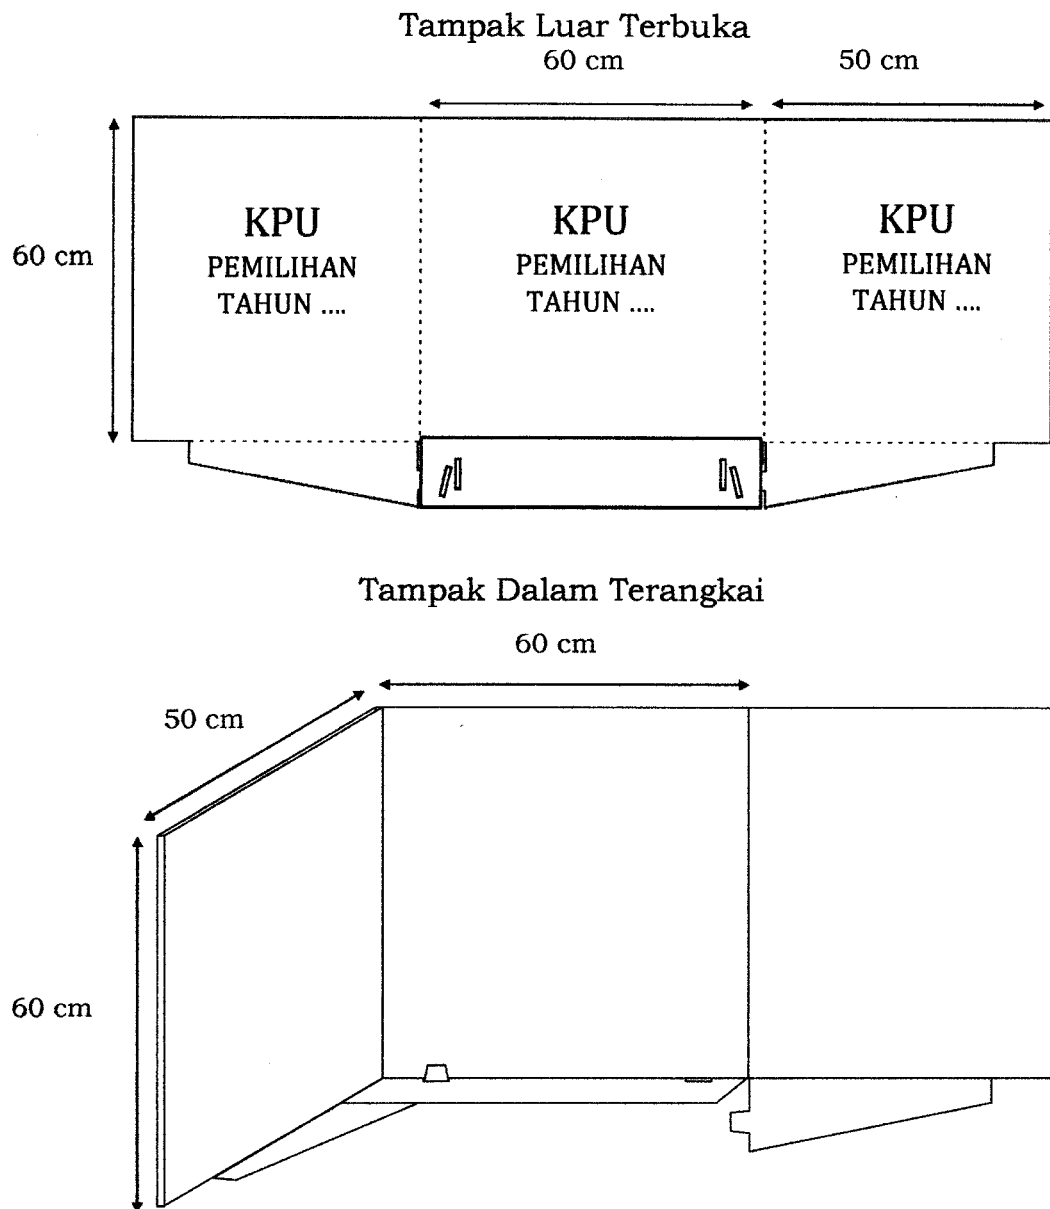 Tampak Luar Terbuka
60 cm
50 cm
60 cm
KPU
PEMILIHAN
TAHUN ....
KPU
PEMILIHAN
TAHUN ....
KPU
PEMILIHAN
TAHUN ....
Tampak Dalam Terangkai
60 cm
50 cm
60 cm